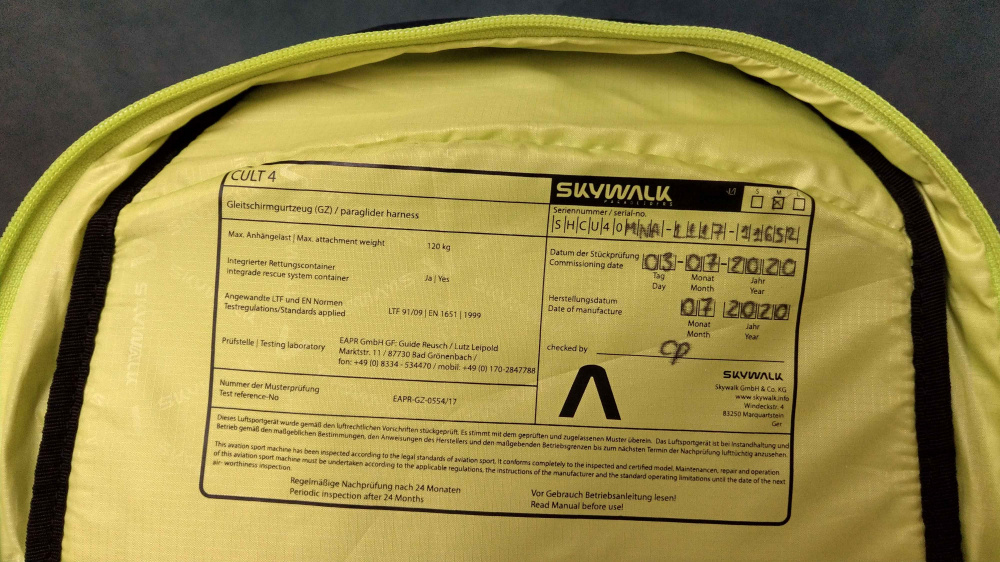 CULT 4
SKYWALK
PARAGLIDERS
S M L
Gleitschirmgurtzeug (GZ) / paraglider harness
Seriennummer / serial-no.
SHCU40MNA-1117-11652
Max. Anhängelast | Max. attachment weight 120 kg
Integrierter Rettungscontainer
integrade rescue system container Ja | Yes
Angewandte LTF und EN Normen
Testregulations/Standards applied LTF 91/09 | EN 1651 | 1999
Prüfstelle | Testing laboratory EAPR GmbH GF: Guide Reusch / Lutz Leipold
Marktstr. 11 / 87730 Bad Grönenbach /
fon: +49 (0) 8334 - 534470 / mobil: +49 (0) 170-2847788
Nummer der Musterprüfung
Test reference-No EAPR-GZ-0554/17
Datum der Stückprüfung
Commissioning date 03-07-2020
Tag Monat Jahr
Day Month Year
Herstellungsdatum
Date of manufacture 07 2020
Monat Jahr
Month Year
checked by cp
SKYWALK
Skywalk GmbH & Co. KG
www.skywalk.info
Windeckstr. 4
83250 Marquartstein
Ger
Dieses Luftsportgerät wurde gemäß den luftrechtlichen Vorschriften stückgeprüft. Es stimmt mit dem geprüften und zugelassenen Muster überein. Das Luftsportgerät ist bei Instandhaltung und
Betrieb gemäß den maßgeblichen Bestimmungen, den Anweisungen des Herstellers und den maßgebenden Betriebsgrenzen bis zum nächsten Termin der Nachprüfung lufttüchtig anzusehen.
This avation sport machine has been inspected according to the legal standards of aviation sport. It conforms completely to the inspected and certified model. Maintenancen, repair and operation
of this aviation sport machine must be undertaken according to the applicable regulations, the instructions of the manufacturer and the standard operating limitations until the date of the next
air- worthiness inspection.
Regelmäßige Nachprüfung nach 24 Monaten
Periodic inspection after 24 Months
Vor Gebrauch Betriebsanleitung lesen!
Read Manual before use!